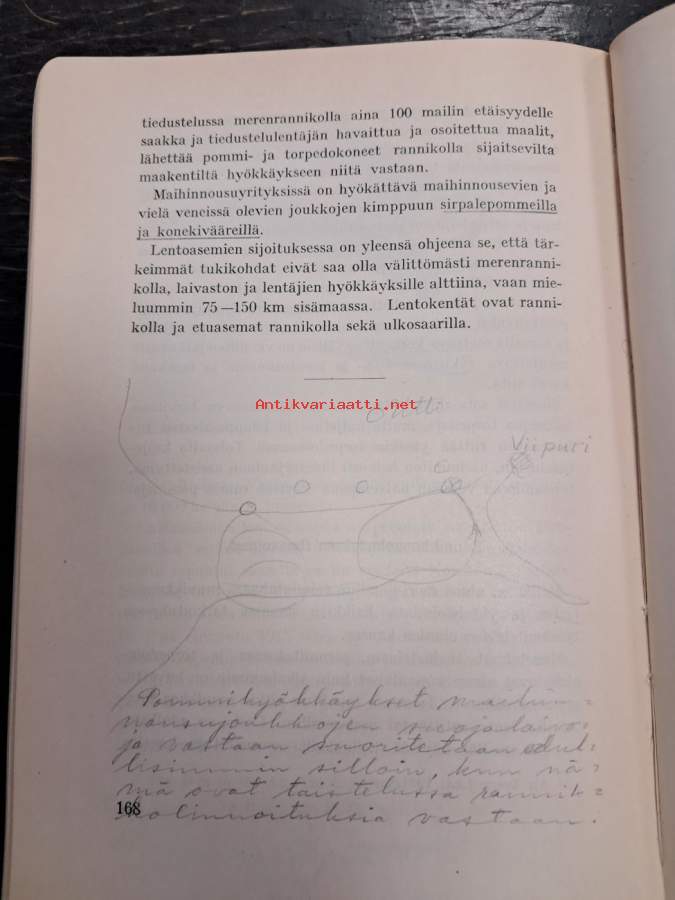 tiedustelussa merenrannikolla aina 100 mailin etäisyydelle
saakka ja tiedustelulentäjän havaittua ja osoitettua maalit,
lähettää pommi- ja torpedokoneet rannikolla sijaitsevilta
maakentiltä hyökkäykseen niitä vastaan.
Maihinnousuyrityksissä on hyökättävä maihinnousevien ja
vielä veneissä olevien joukkojen kimppuun sirpalepommeilla
ja konekivääreillä.
Lentoasemien sijoituksessa on yleensä ohjeena se, että tär-
keimmät tukikohdat eivät saa olla välittömästi merenranni-
kolla, laivaston ja lentäjien hyökkäyksille alttiina, vaan mie-
luummin 75—150 km sisämaassa. Lentokentät ovat ranni-
kolla ja etuasemat rannikolla sekä ulkosaarilla.
Antikvariaatti.net
Viipuri
Pommihyökkäykset maihin-
nousujoukkojen suojalaivo-
ja vastaan suoritetaan edul-
lisimmin silloin, kun nä-
mä ovat taistelussa rannik-
kolinnoituksia vastaan.
168